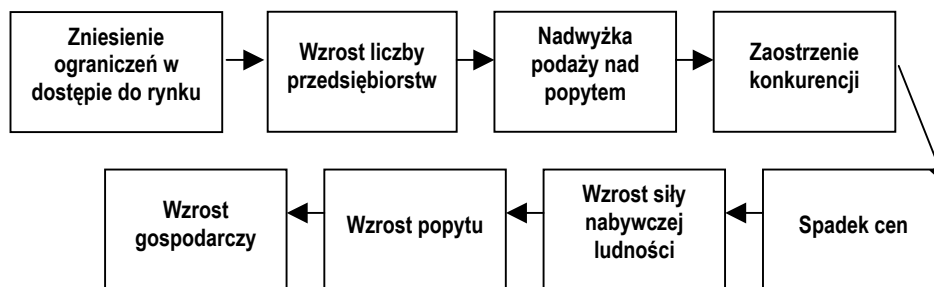 Zniesienie
ograniczeń w
dostępie do rynku
Wzrost liczby
przedsiębiorstw
Nadwyżka
podaży nad
popytem
Zaostrzenie
konkurencji
Spadek cen
Wzrost siły
nabywczej
ludności
Wzrost popytu
Wzrost
gospodarczy